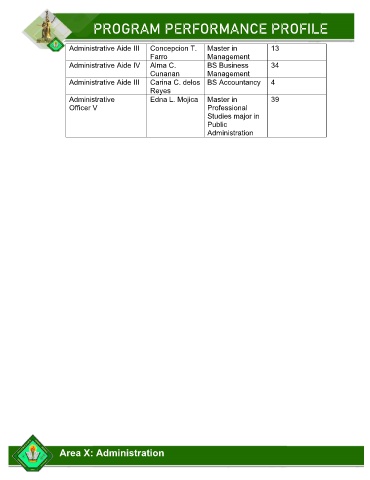 PROGRAM PERFORMANCE PROFILE
Administrative Aide III Concepcion T. Master in 13
Farro Management
Administrative Aide IV Alma C. BS Business 34
Cunanan Management
Administrative Aide III Carina C. delos BS Accountancy 4
Reyes
Administrative Edna L. Mojica Master in 39
Officer V Professional
Studies major in
Public
Administration
Area X: Administration